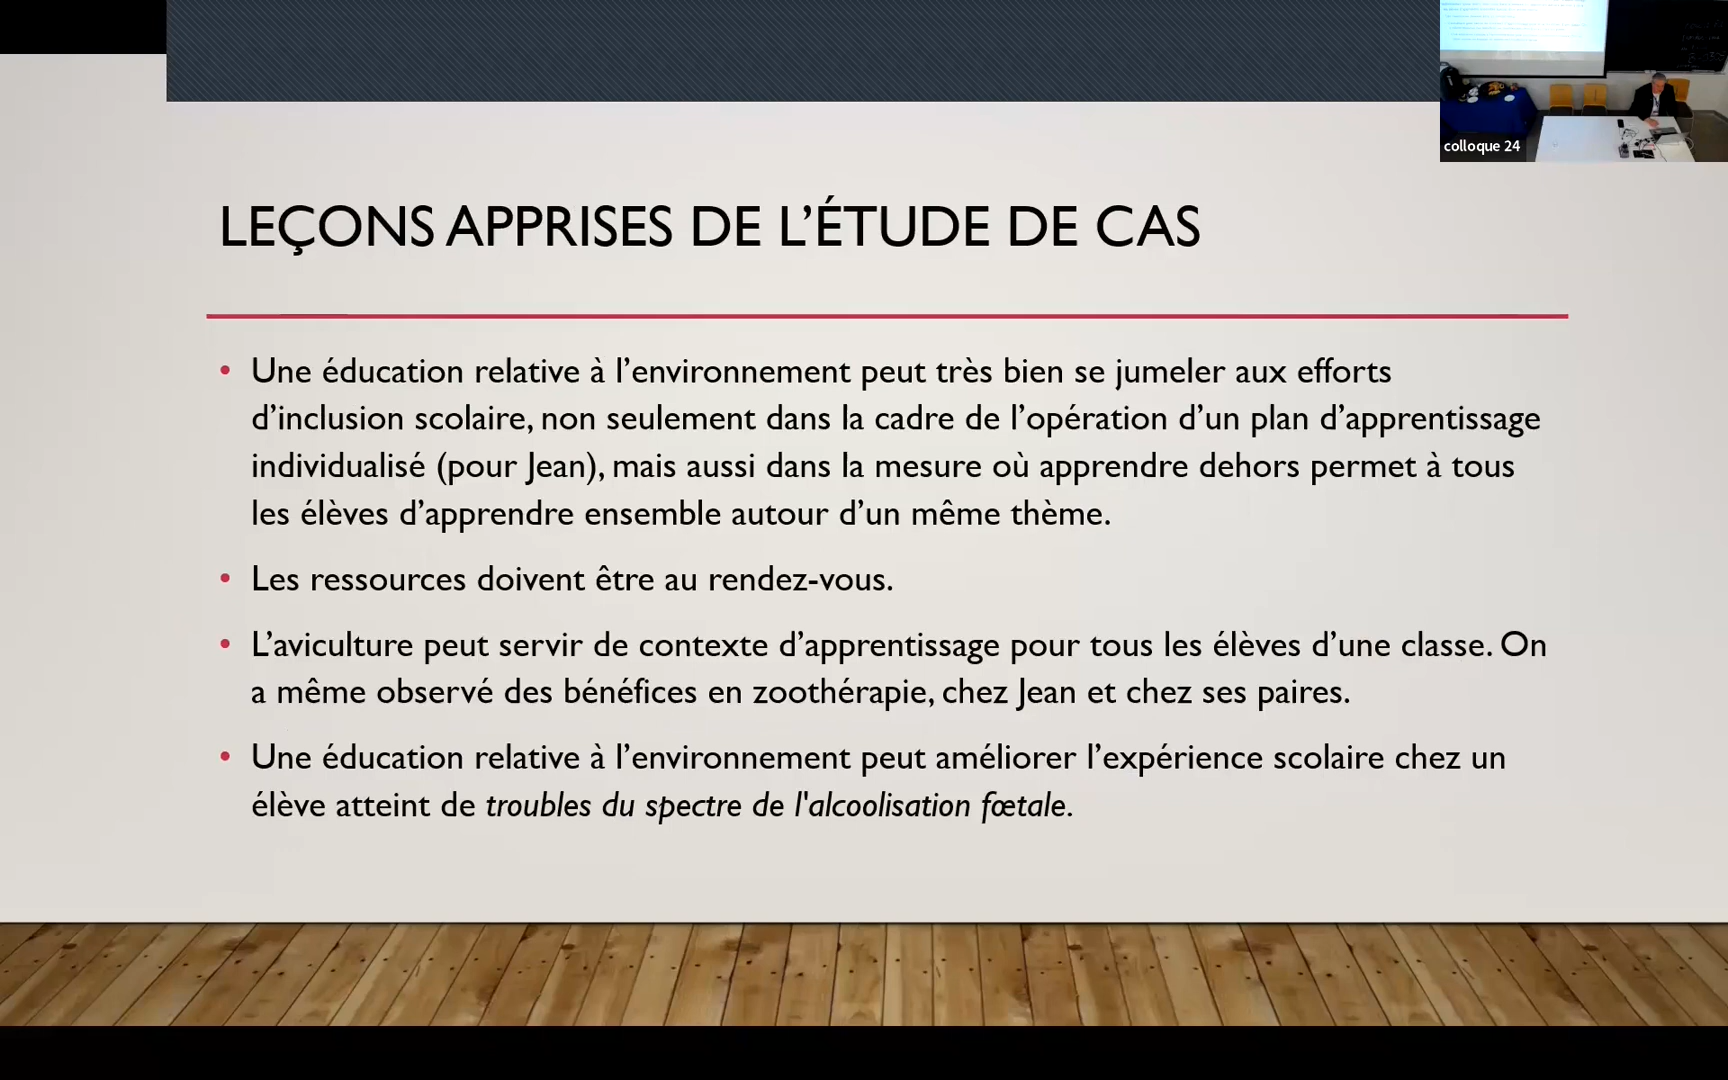 colloque 24
LEÇONS APPRISES DE L’ÉTUDE DE CAS
• Une éducation relative à l’environnement peut très bien se jumeler aux efforts
d’inclusion scolaire, non seulement dans la cadre de l’opération d’un plan d’apprentissage
individualisé (pour Jean), mais aussi dans la mesure où apprendre dehors permet à tous
les élèves d’apprendre ensemble autour d’un même thème.
• Les ressources doivent être au rendez-vous.
• L’aviculture peut servir de contexte d’apprentissage pour tous les élèves d’une classe. On
a même observé des bénéfices en zoothérapie, chez Jean et chez ses paires.
• Une éducation relative à l’environnement peut améliorer l’expérience scolaire chez un
élève atteint de troubles du spectre de l'alcoolisation fœtale.